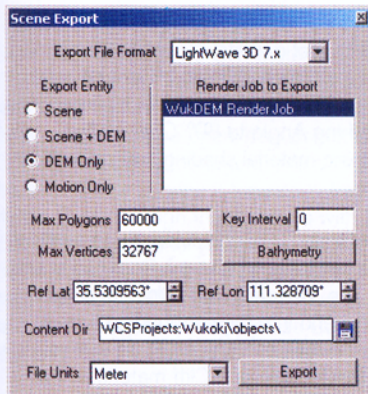 Scene Export
Export File Format LightWave 3D 7.x
Export Entity
Scene
Scene + DEM
DEM Only
Motion Only
Render Job to Export
WukDEM Render Job
Max Polygons 60000 Key Interval 0
Max Vertices 32767 Bathymetry
Ref Lat 35.5309563° Ref Lon 111.328709°
Content Dir WCSProjects:Wukoki\objects\
File Units Meter Export